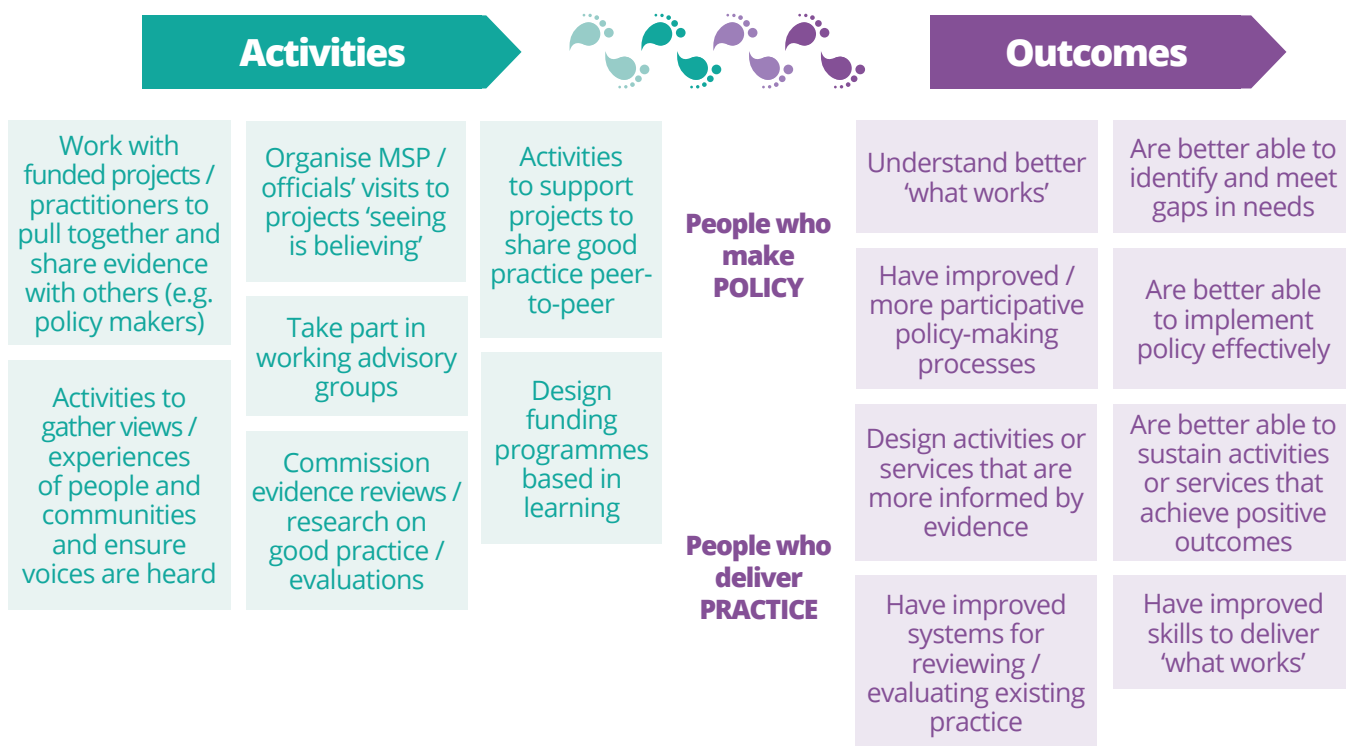 Activities
Outcomes
Work with
funded projects /
practitioners to
pull together and
share evidence
with others (e.g.
policy makers)
Activities to
gather views /
experiences
of people and
communities
and ensure
voices are heard
Organise MSP /
officials’ visits to
projects ‘seeing
is believing’
Take part in
working advisory
groups
Commission
evidence reviews /
research on
good practice /
evaluations
Activities
to support
projects to
share good
practice peer-
to-peer
Design
funding
programmes
based in
learning
People who
make
POLICY
Understand better
‘what works’
Are better able to
identify and meet
gaps in needs
Have improved /
more participative
policy-making
processes
Are better able
to implement
policy effectively
People who
deliver
PRACTICE
Design activities or
services that are
more informed by
evidence
Are better able to
sustain activities
or services that
achieve positive
outcomes
Have improved
systems for
reviewing /
evaluating existing
practice
Have improved
skills to deliver
‘what works’